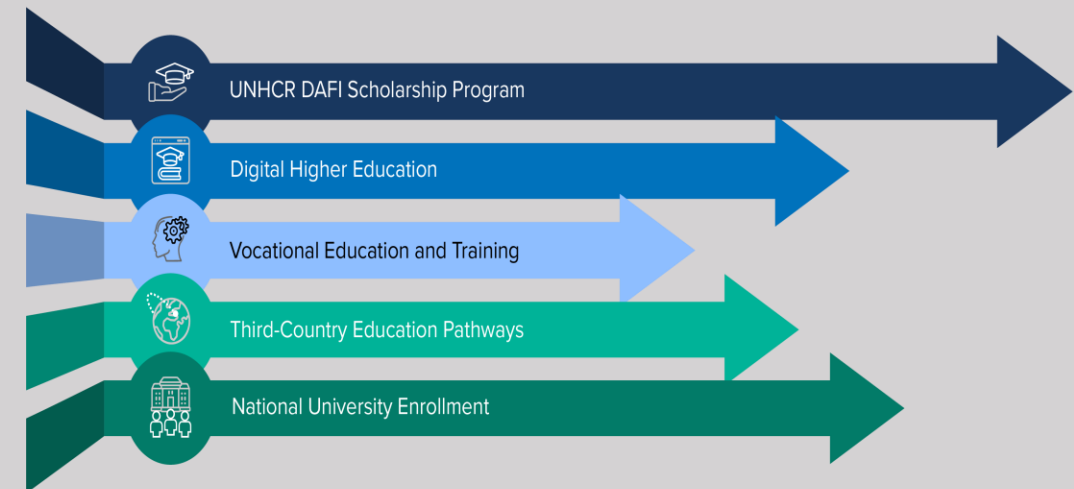 UNHCR DAFI Scholarship Program
Digital Higher Education
Vocational Education and Training
Third-Country Education Pathways
National University Enrollment